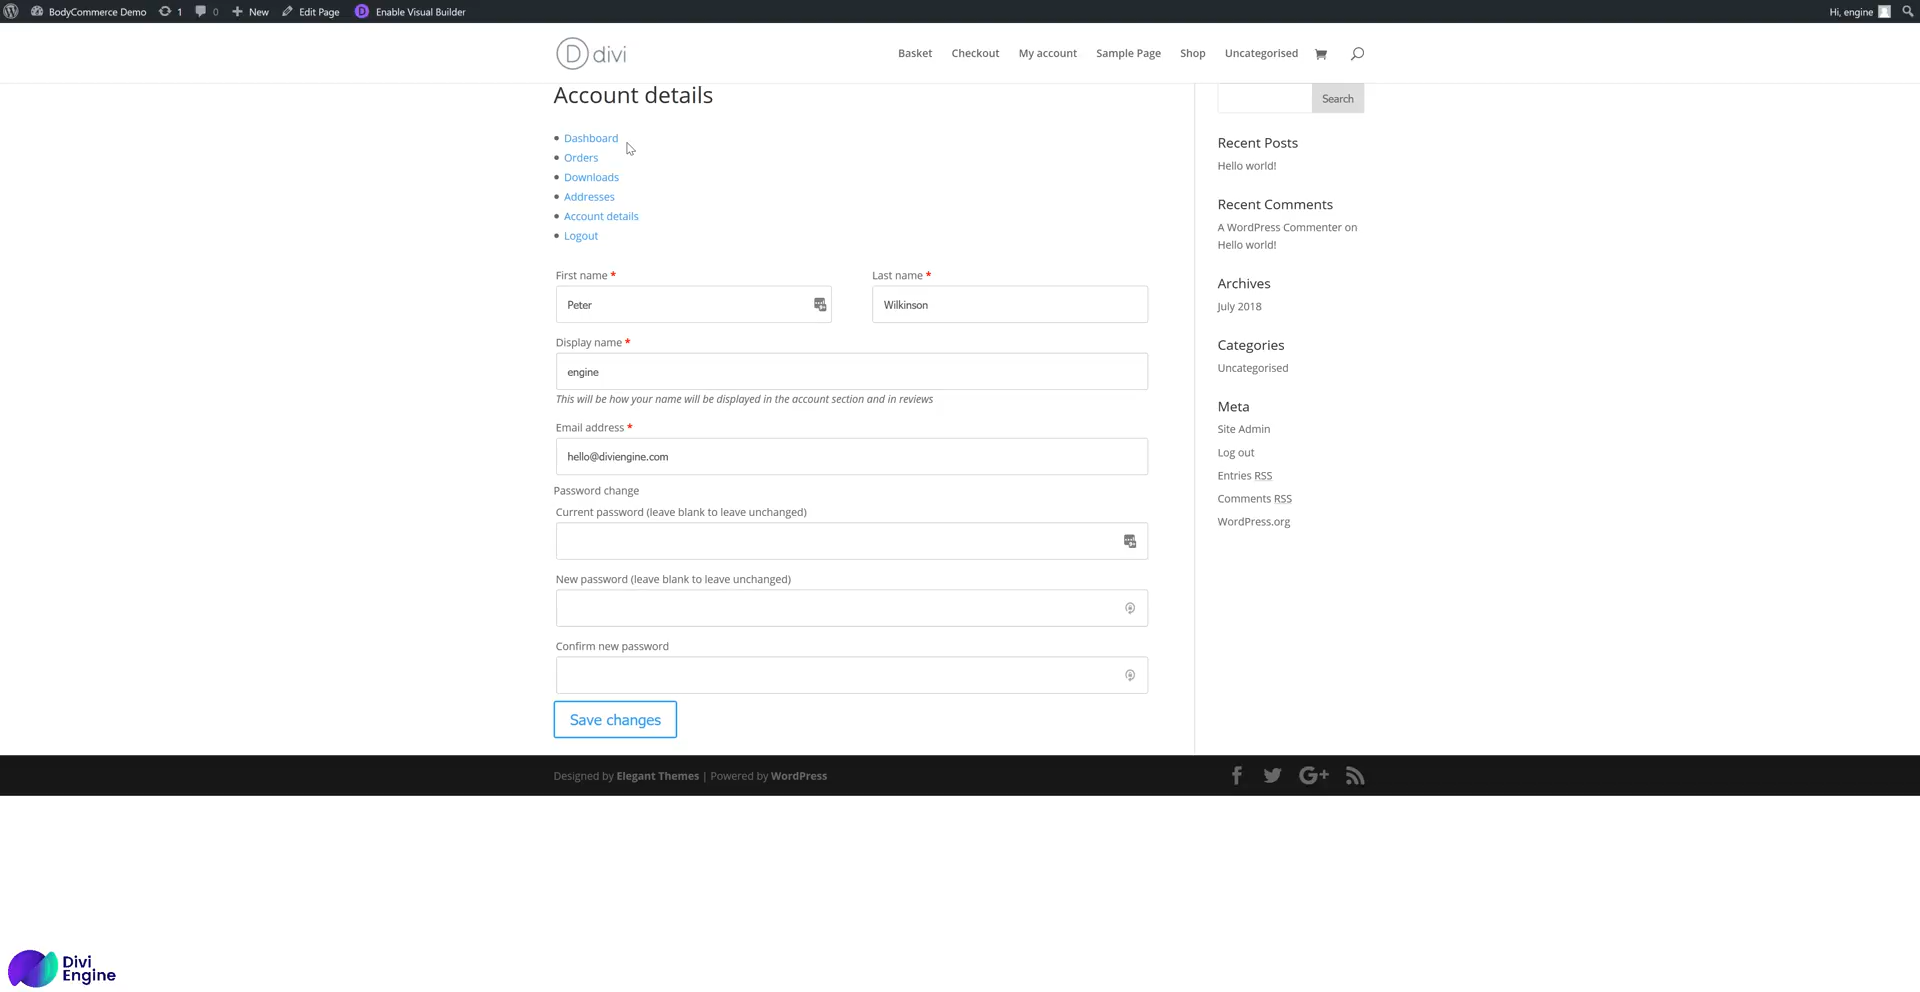 BodyCommerce Demo 1 0 New Edit Page Enable Visual Builder Hi, engine
divi Basket Checkout My account Sample Page Shop Uncategorised
Account details
Dashboard
Orders
Downloads
Addresses
Account details
Logout
First name * Last name *
Peter Wilkinson
Display name *
engine
This will be how your name will be displayed in the account section and in reviews
Email address *
hello@diviengine.com
Password change
Current password (leave blank to leave unchanged)
New password (leave blank to leave unchanged)
Confirm new password
Save changes
Search
Recent Posts
Hello world!
Recent Comments
A WordPress Commenter on
Hello world!
Archives
July 2018
Categories
Uncategorised
Meta
Site Admin
Log out
Entries RSS
Comments RSS
WordPress.org
Designed by Elegant Themes | Powered by WordPress
Divi
Engine